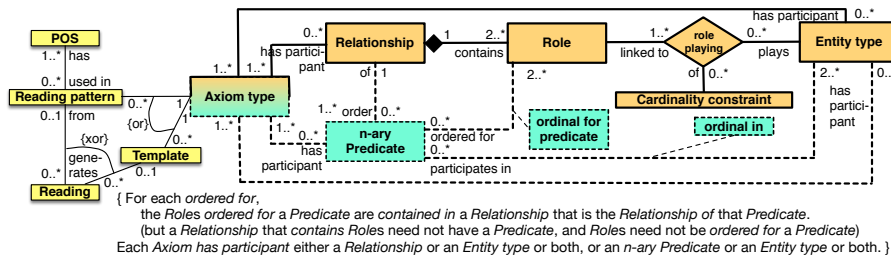 POS
1..*
has
0..*
used in
Reading pattern
0..1
from
{xor}
gene-
rates
0..*
Reading
0..*
0..1
Template
0..*
{or}
0..*
1
1
Axiom type
1..*
1..*
0..*
has partici-
pant
Relationship
1
contains
2..*
Role
1..*
linked to
role
playing
0..*
plays
has participant
0..*
Entity type
of
0..*
Cardinality constraint
of
1
order
0..*
1..*
1..*
1..*
0..*
has
participant
n-ary
Predicate
0..*
ordered for
2..*
ordinal for
predicate
ordinal in
0..*
participates in
2..*
0..*
has
partici-
pant
{ For each ordered for,
the Roles ordered for a Predicate are contained in a Relationship that is the Relationship of that Predicate.
(but a Relationship that contains Roles need not have a Predicate, and Roles need not be ordered for a Predicate)
Each Axiom has participant either a Relationship or an Entity type or both, or an n-ary Predicate or an Entity type or both. }